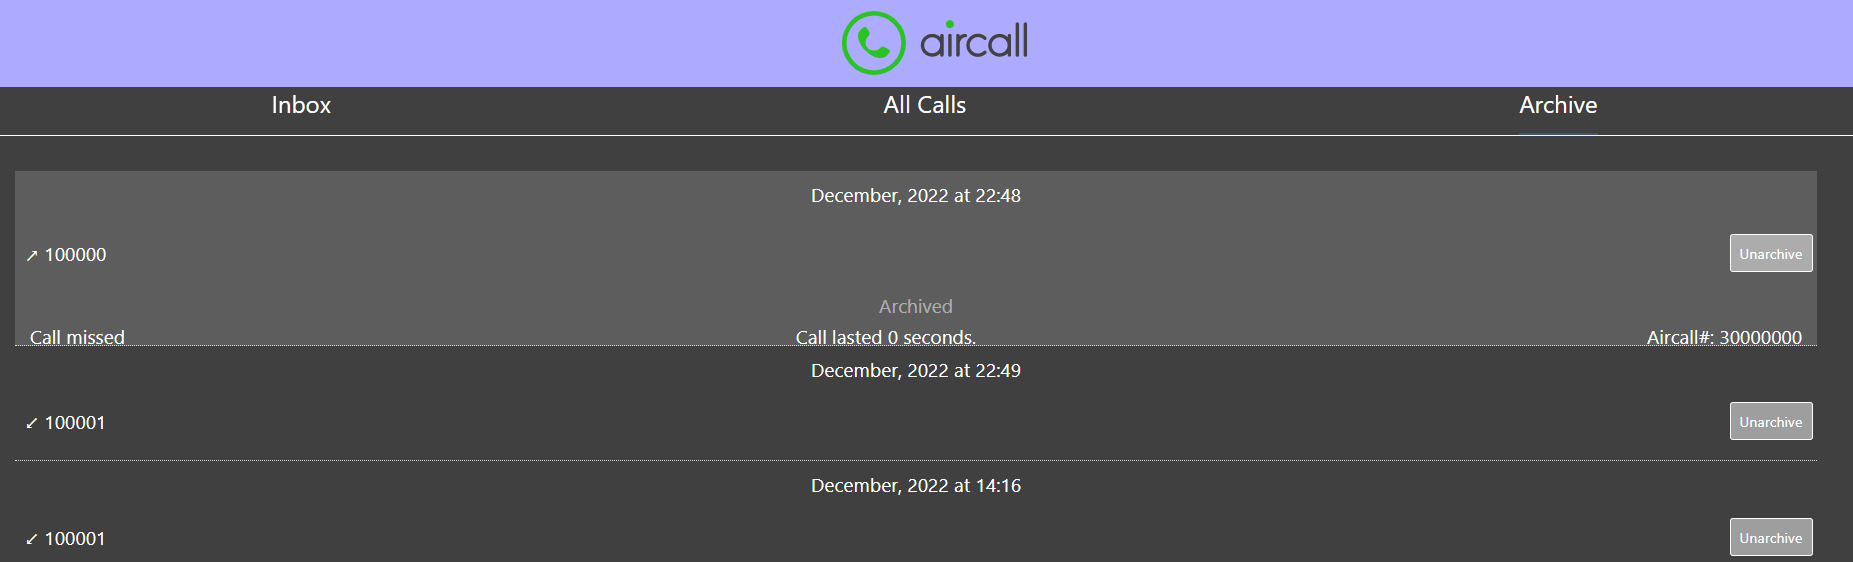 aircall
Inbox All Calls Archive
December, 2022 at 22:48
↗ 100000 Unarchive
Archived
Call missed Call lasted 0 seconds. Aircall#: 30000000
December, 2022 at 22:49
↙ 100001 Unarchive
December, 2022 at 14:16
↙ 100001 Unarchive